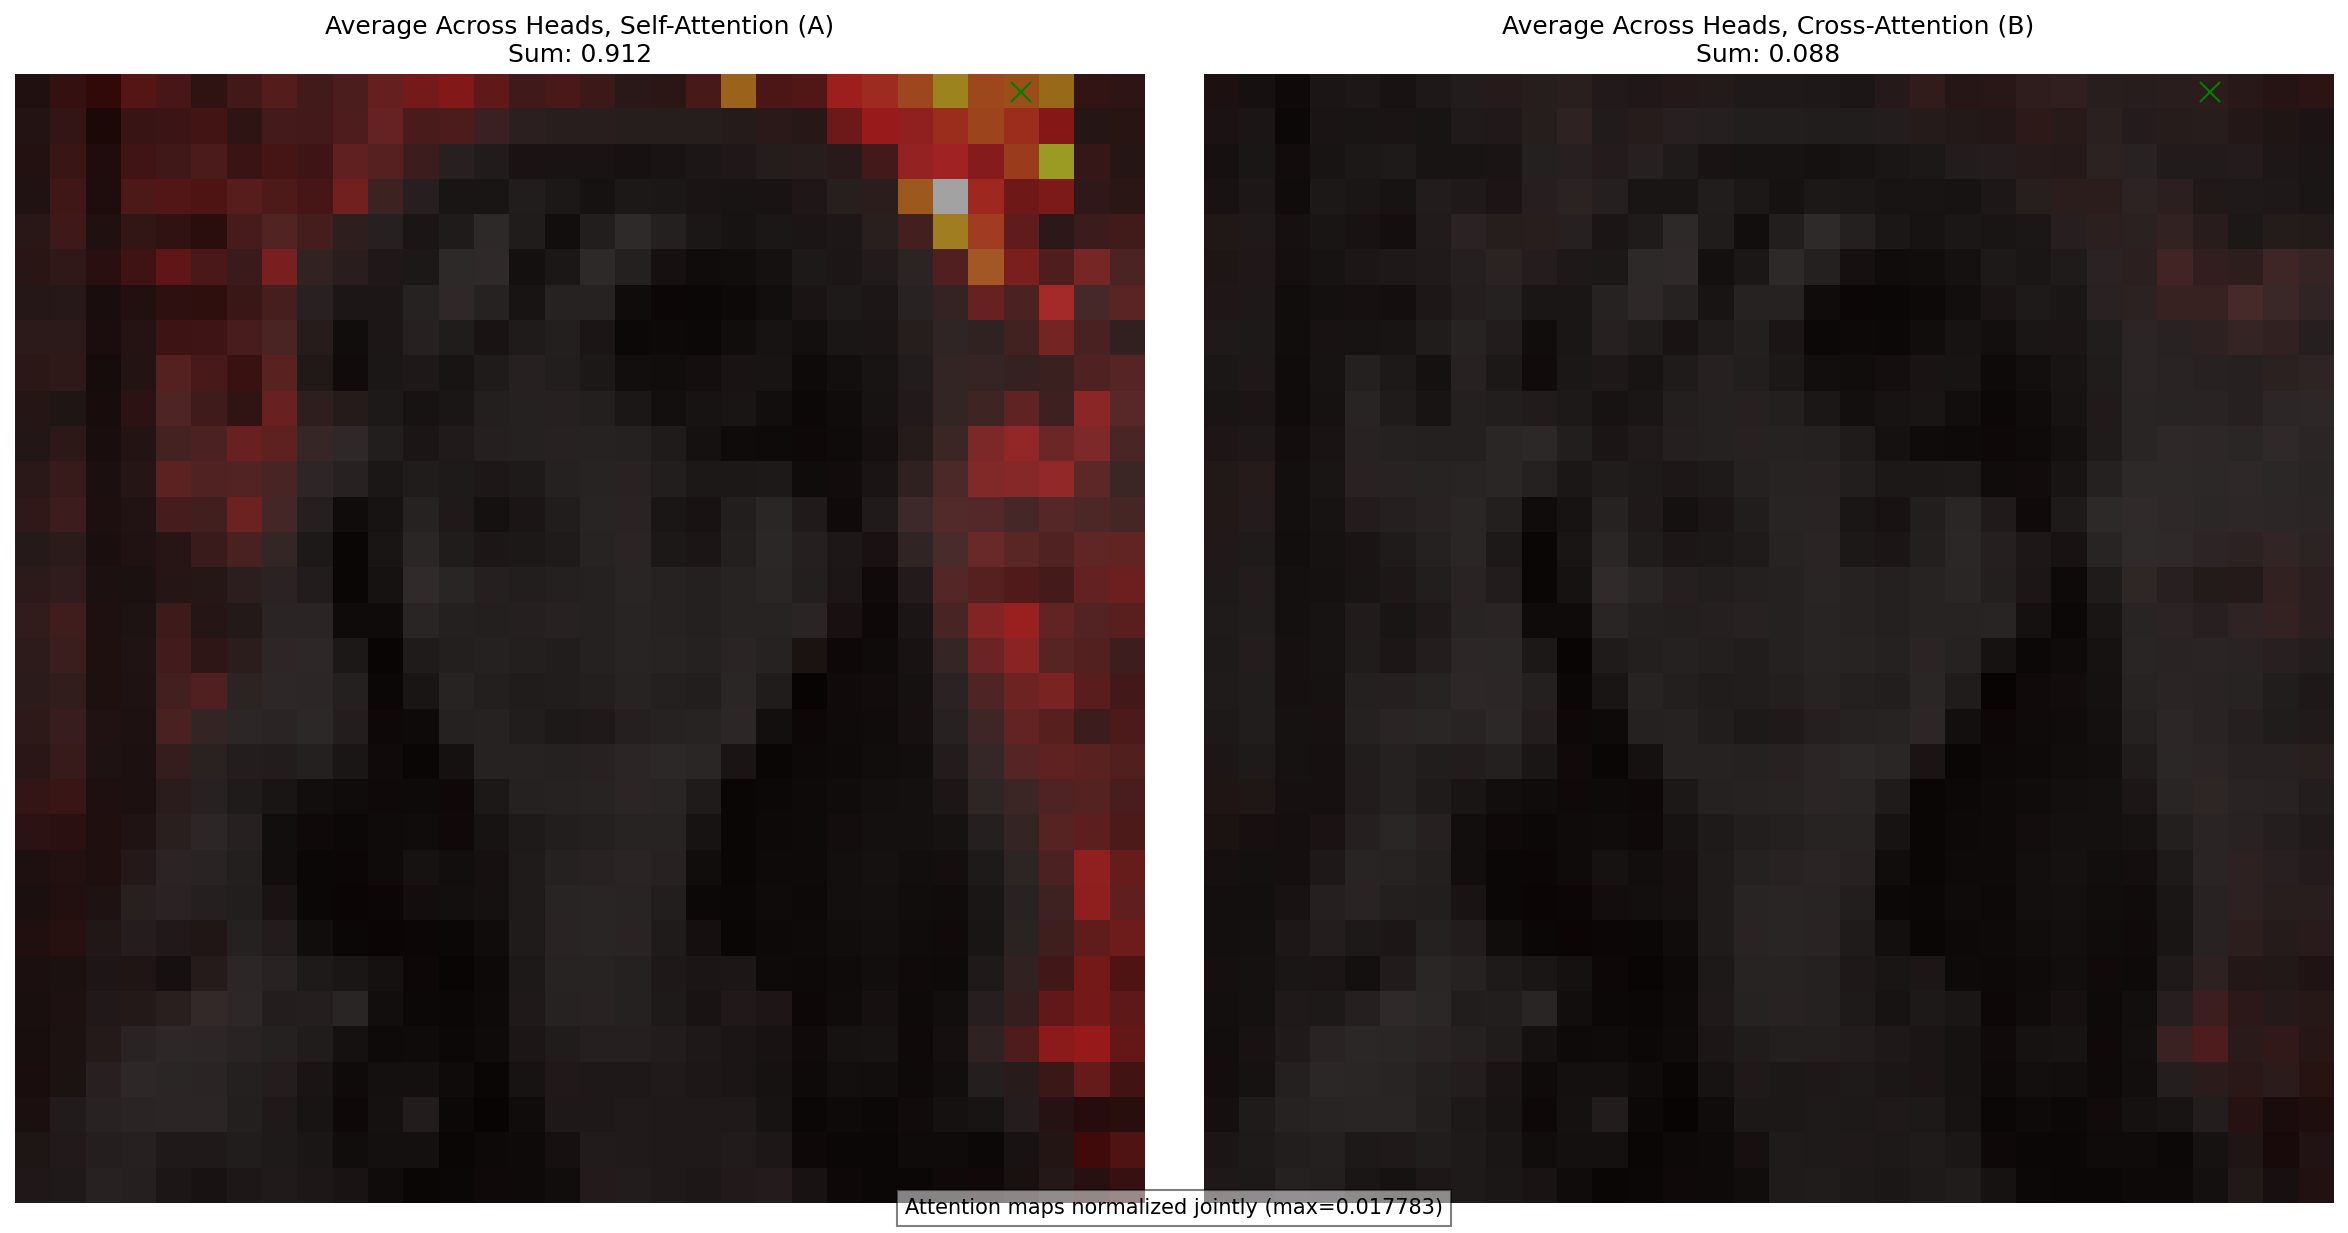 Average Across Heads, Self-Attention (A)
Sum: 0.912
Average Across Heads, Cross-Attention (B)
Sum: 0.088
Attention maps normalized jointly (max=0.017783)